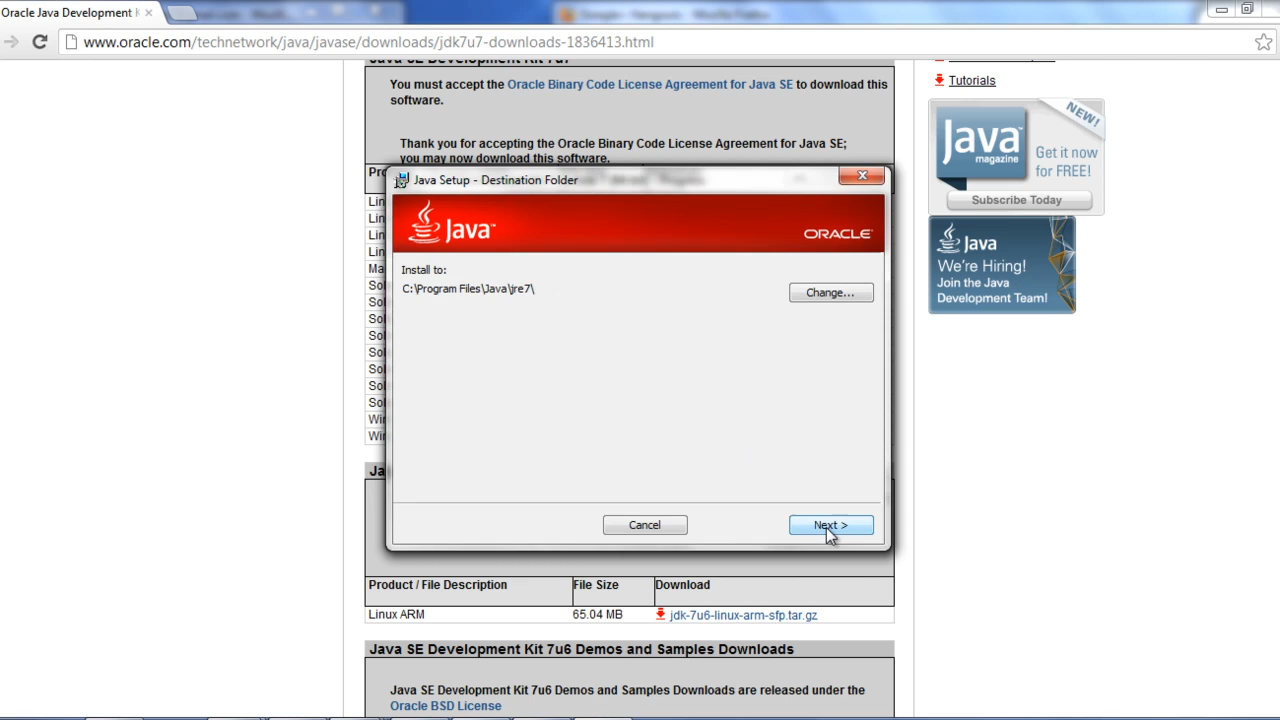 Oracle Java Development K
www.oracle.com/technetwork/java/javase/downloads/jdk7u7-downloads-1836413.html
Java SE Development Kit 7u7
You must accept the Oracle Binary Code License Agreement for Java SE to download this
software.
Thank you for accepting the Oracle Binary Code License Agreement for Java SE;
you may now download this software.
Tutorials
Java
magazine
NEW!
Get it now
for FREE!
Subscribe Today
Java
We're Hiring!
Join the Java
Development Team!
Java Setup - Destination Folder
Java™
ORACLE
Install to:
C:\Program Files\Java\jre7\
Change...
Cancel
Next >
Product / File Description File Size Download
Linux ARM 65.04 MB jdk-7u6-linux-arm-sfp.tar.gz
Java SE Development Kit 7u6 Demos and Samples Downloads
Java SE Development Kit 7u6 Demos and Samples Downloads are released under the
Oracle BSD License